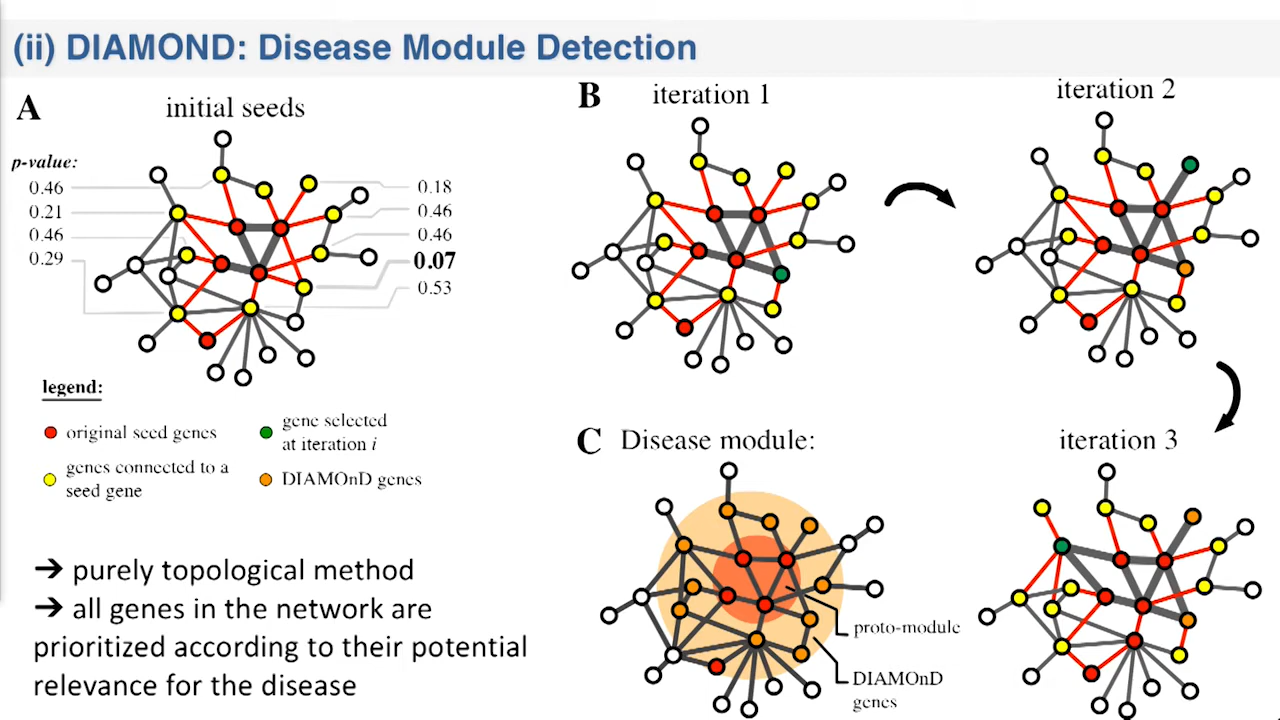 (ii) DIAMOND: Disease Module Detection
A
initial seeds
p-value:
0.46
0.21
0.46
0.29
0.18
0.46
0.46
0.07
0.53
legend:
original seed genes
genes connected to a
seed gene
gene selected
at iteration i
DIAMOnD genes
➔ purely topological method
➔ all genes in the network are
prioritized according to their potential
relevance for the disease
B
iteration 1
iteration 2
C
Disease module:
proto-module
DIAMOnD
genes
iteration 3